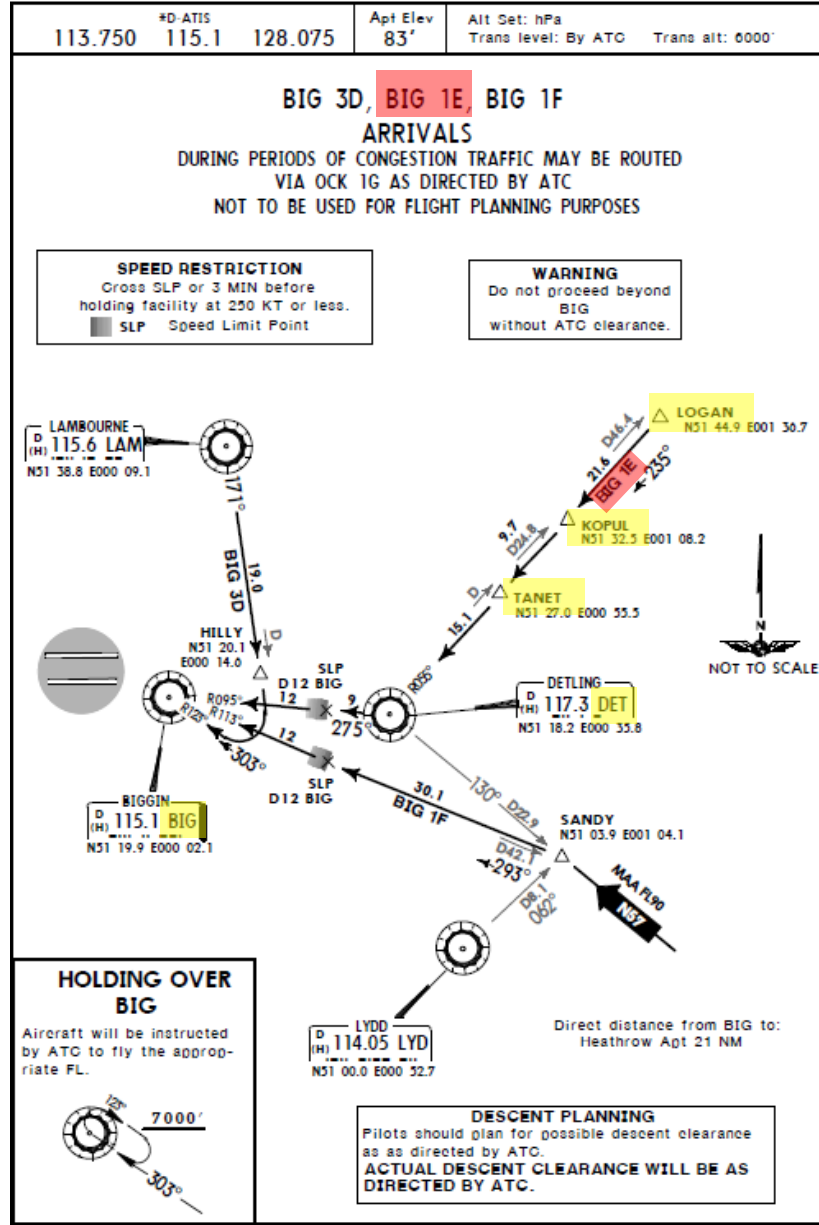 *D-ATIS
113.750 115.1 128.075
Apt Elev
83'
Alt Set: hPa
Trans level: By ATC Trans alt: 6000'
BIG 3D, BIG 1E, BIG 1F
ARRIVALS
DURING PERIODS OF CONGESTION TRAFFIC MAY BE ROUTED
VIA OCK 1G AS DIRECTED BY ATC
NOT TO BE USED FOR FLIGHT PLANNING PURPOSES
SPEED RESTRICTION
Cross SLP or 3 MIN before
holding facility at 250 KT or less.
SLP Speed Limit Point
WARNING
Do not proceed beyond
BIG
without ATC clearance.
LOGAN
N51 44.9 E001 36.7
D46.4
21.6
BIG 1E
235°
LAMBOURNE
D
(H) 115.6 LAM
N51 38.8 E000 09.1
171°
BIG 3D
19.0
KOPUL
N51 32.5 E001 08.2
9.7
D24.8
TANET
N51 27.0 E000 55.5
D
15.1
R056°
N
NOT TO SCALE
HILLY
N51 20.1
E000 14.6
D
SLP
D12 BIG
R095°
12
9
275°
R113°
R123°
12
303°
SLP
D12 BIG
DETLING
D
(H) 117.3 DET
N51 18.2 E000 35.8
BIGGIN
D
(H) 115.1 BIG
N51 19.9 E000 02.1
30.1
BIG 1F
130°
D22.9
D42.1
293°
SANDY
N51 03.9 E001 04.1
D8.1
062°
MAA FL90
N57
LYDD
D
(H) 114.05 LYD
N51 00.0 E000 52.7
Direct distance from BIG to:
Heathrow Apt 21 NM
HOLDING OVER
BIG
Aircraft will be instructed
by ATC to fly the approp-
riate FL.
123°
7000'
303°
DESCENT PLANNING
Pilots should plan for possible descent clearance
as as directed by ATC.
ACTUAL DESCENT CLEARANCE WILL BE AS
DIRECTED BY ATC.